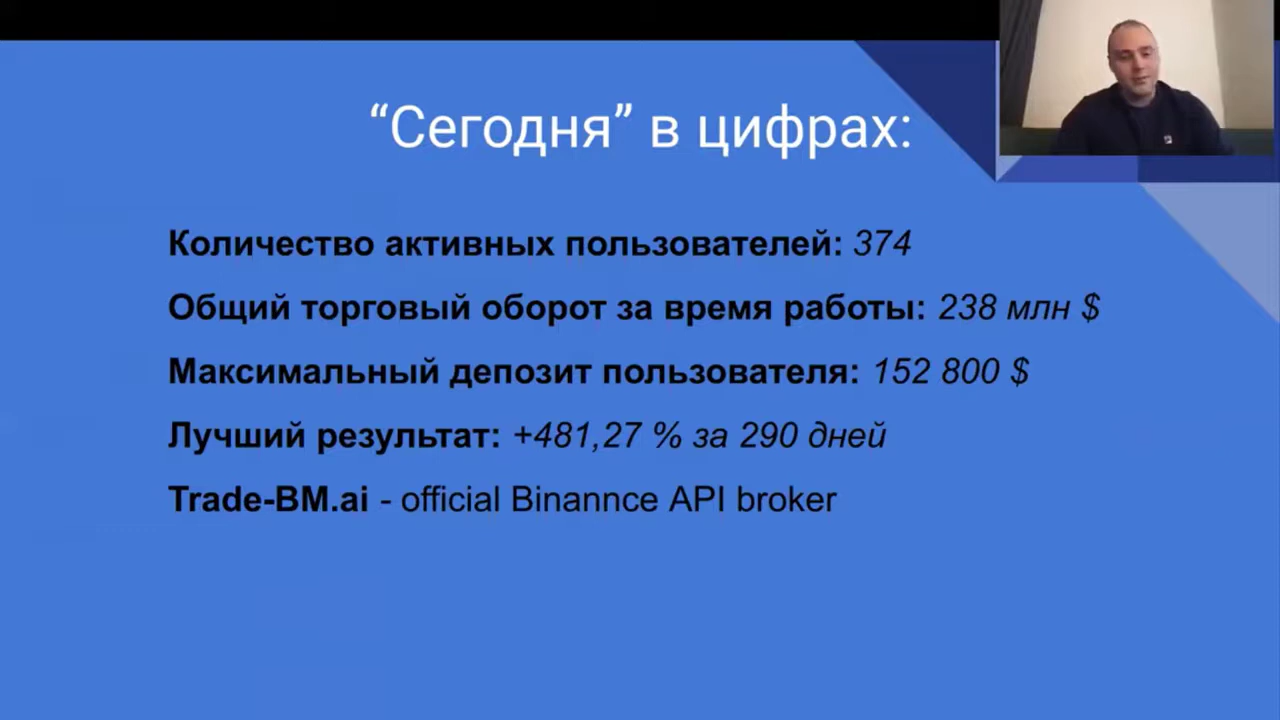 “Сегодня” в цифрах:
Количество активных пользователей: 374
Общий торговый оборот за время работы: 238 млн $
Максимальный депозит пользователя: 152 800 $
Лучший результат: +481,27 % за 290 дней
Trade-BM.ai - official Binannce API broker